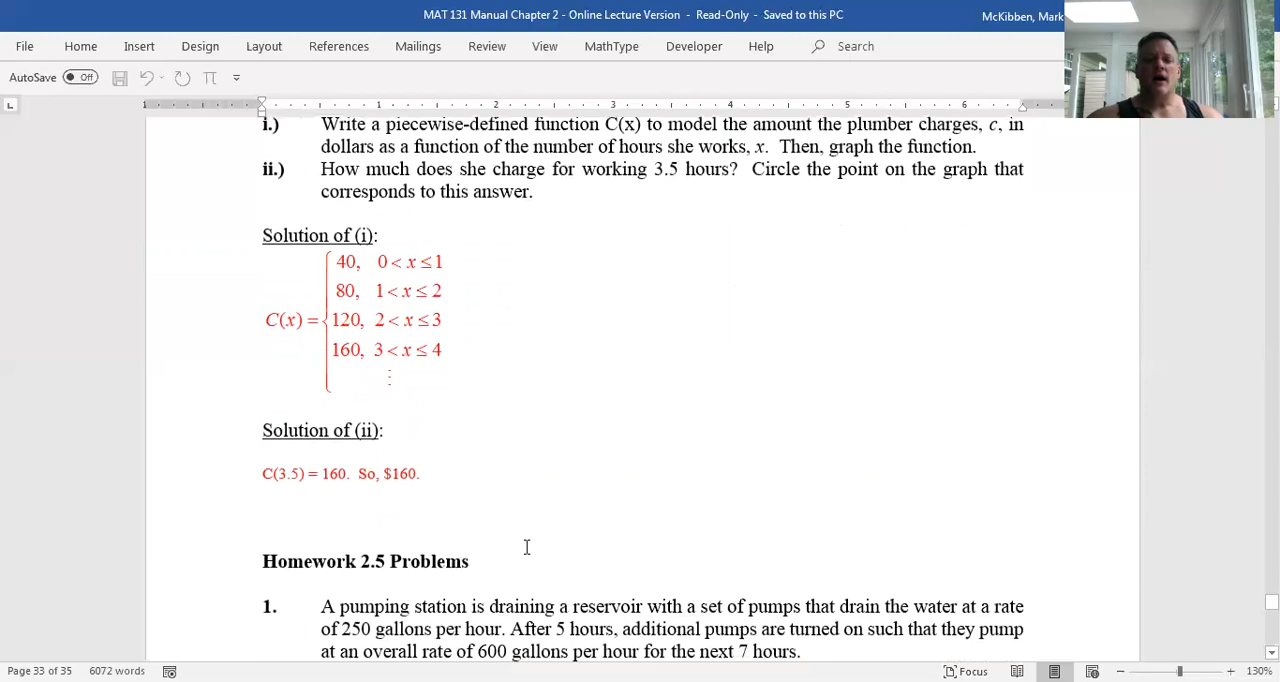 MAT 131 Manual Chapter 2 - Online Lecture Version - Read-Only - Saved to this PC
McKibben, Mark
File Home Insert Design Layout References Mailings Review View MathType Developer Help Search
AutoSave Off
1 1 2 3 4 5 6
i.) Write a piecewise-defined function C(x) to model the amount the plumber charges, c, in
dollars as a function of the number of hours she works, x. Then, graph the function.
ii.) How much does she charge for working 3.5 hours? Circle the point on the graph that
corresponds to this answer.
Solution of (i):
40, 0 < x ≤ 1
80, 1 < x ≤ 2
C(x) = 120, 2 < x ≤ 3
160, 3 < x ≤ 4
⋮
Solution of (ii):
C(3.5) = 160. So, $160.
Homework 2.5 Problems
1. A pumping station is draining a reservoir with a set of pumps that drain the water at a rate
of 250 gallons per hour. After 5 hours, additional pumps are turned on such that they pump
at an overall rate of 600 gallons per hour for the next 7 hours.
Page 33 of 35 6072 words Focus 130%